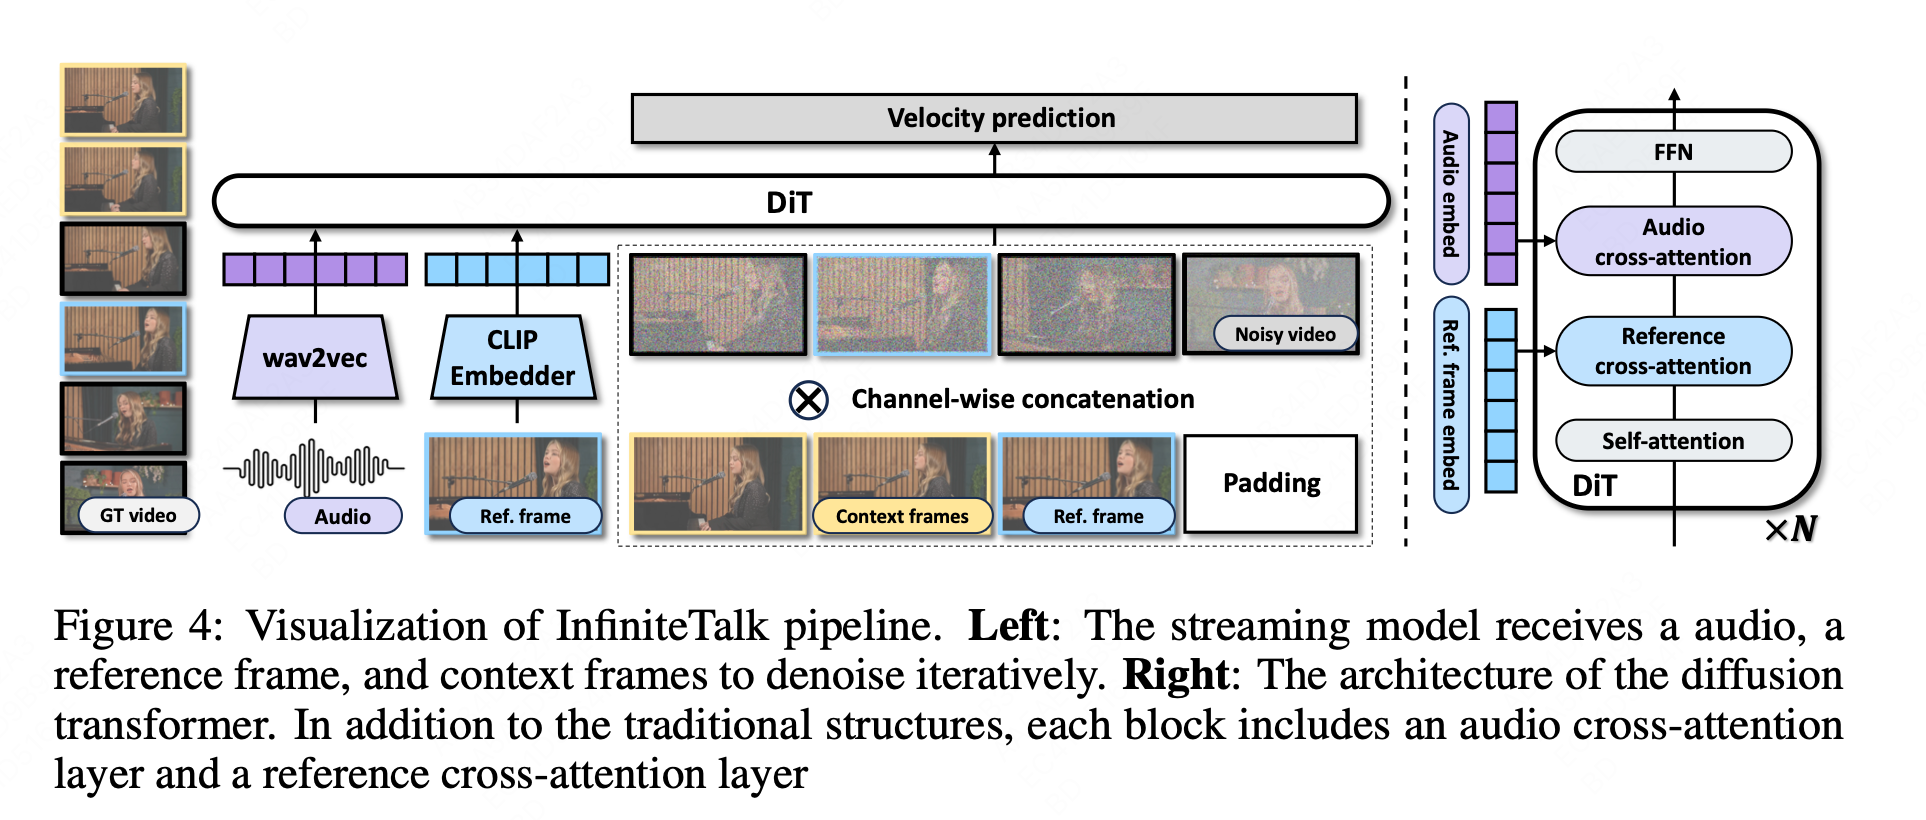 Velocity prediction
DiT
wav2vec
CLIP
Embedder
Noisy video
Channel-wise concatenation
GT video
Audio
Ref. frame
Context frames
Ref. frame
Padding
Audio embed
Ref. frame embed
FFN
Audio
cross-attention
Reference
cross-attention
Self-attention
DiT
×N
Figure 4: Visualization of InfiniteTalk pipeline. Left: The streaming model receives a audio, a
reference frame, and context frames to denoise iteratively. Right: The architecture of the diffusion
transformer. In addition to the traditional structures, each block includes an audio cross-attention
layer and a reference cross-attention layer